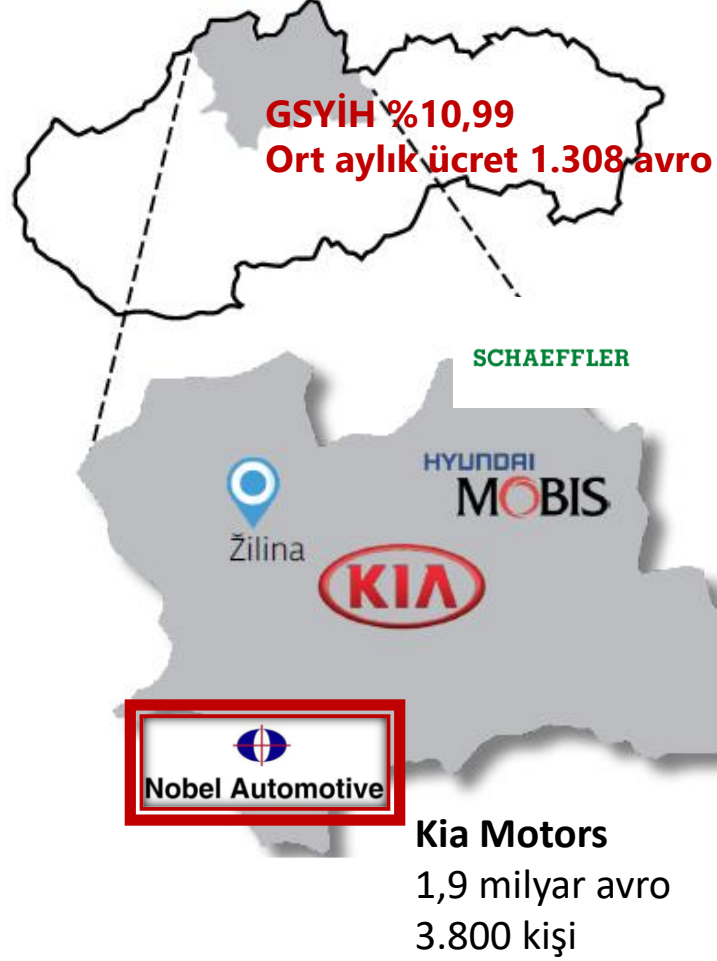 GSYİH %10,99
Ort aylık ücret 1.308 avro
SCHAEFFLER
HYUNDAI
MOBIS
Žilina
KIA
Nobel Automotive
Kia Motors
1,9 milyar avro
3.800 kişi